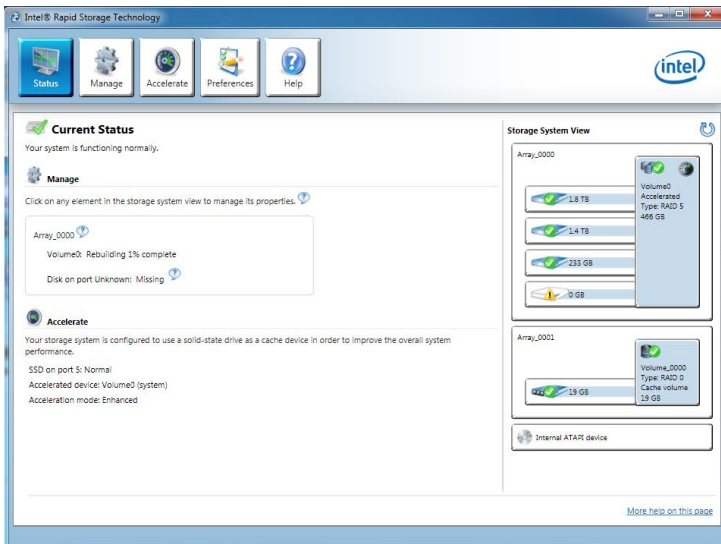 Intel® Rapid Storage Technology
Status
Manage
Accelerate
Preferences
Help
intel
Current Status
Your system is functioning normally.
Manage
Click on any element in the storage system view to manage its properties.
Array_0000
Volume0: Rebuilding 1% complete
Disk on port Unknown: Missing
Accelerate
Your storage system is configured to use a solid-state drive as a cache device in order to improve the overall system
performance.
SSD on port 5: Normal
Accelerated device: Volume0 (system)
Acceleration mode: Enhanced
Storage System View
Array_0000
1.8 TB
1.4 TB
233 GB
0 GB
Volume0
Accelerated
Type: RAID 5
466 GB
Array_0001
19 GB
Volume_0000
Type: RAID 0
Cache volume
19 GB
Internal ATAPI device
More help on this page